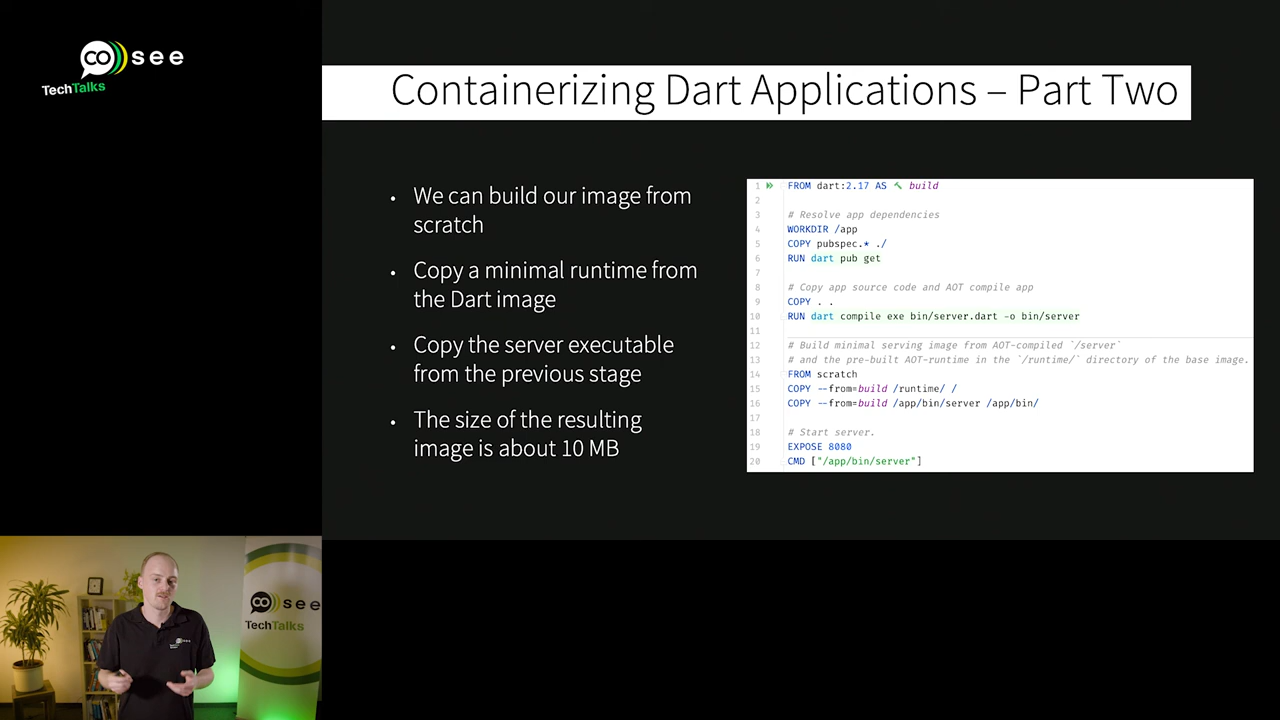 co see
TechTalks
Containerizing Dart Applications – Part Two
• We can build our image from
scratch
• Copy a minimal runtime from
the Dart image
• Copy the server executable
from the previous stage
• The size of the resulting
image is about 10 MB
1 FROM dart:2.17 AS build
2
3 # Resolve app dependencies
4 WORKDIR /app
5 COPY pubspec.* ./
6 RUN dart pub get
7
8 # Copy app source code and AOT compile app
9 COPY . .
10 RUN dart compile exe bin/server.dart -o bin/server
11
12 # Build minimal serving image from AOT-compiled `/server`
13 # and the pre-built AOT-runtime in the `/runtime/` directory of the base image.
14 FROM scratch
15 COPY --from=build /runtime/ /
16 COPY --from=build /app/bin/server /app/bin/
17
18 # Start server.
19 EXPOSE 8080
20 CMD ["/app/bin/server"]
co see
TechTalks
see